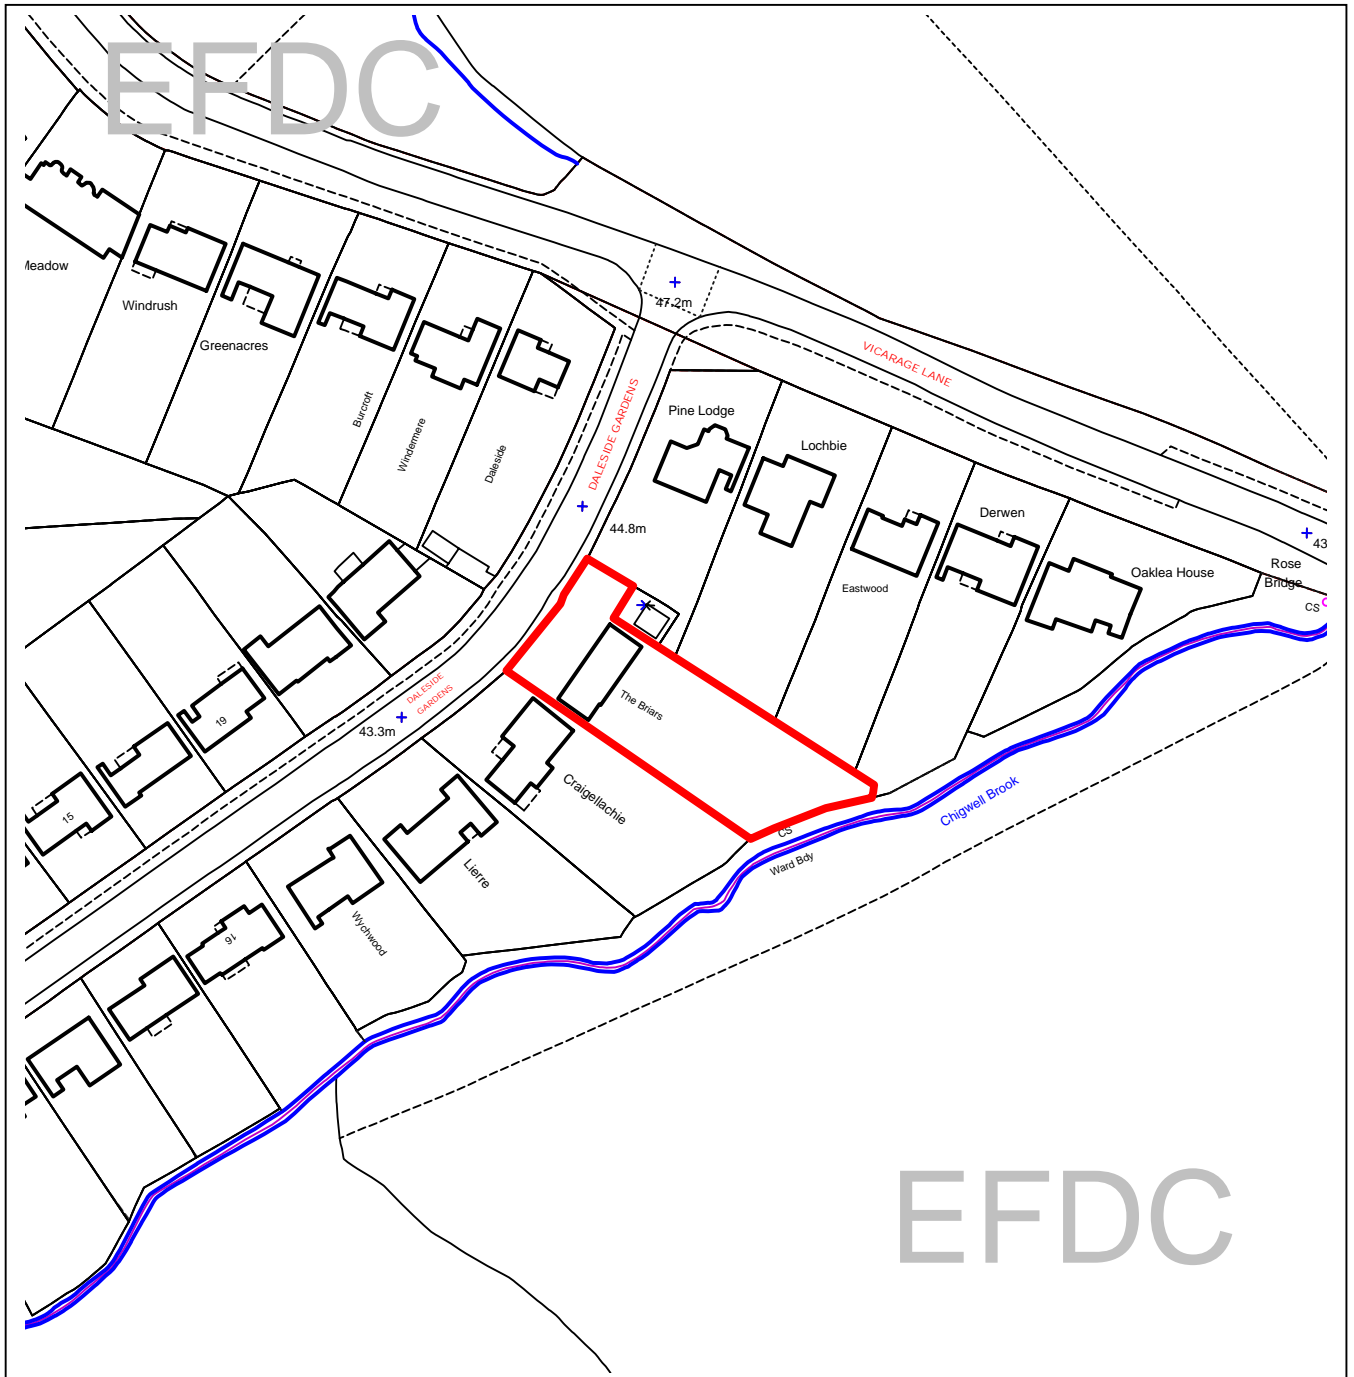 EFDC
Meadow
Windrush
Greenacres
Burcroft
Windermere
Daleside
47.2m
VICARAGE LANE
DALESIDE GARDENS
Pine Lodge
Lochbie
44.8m
Eastwood
Derwen
Oaklea House
43
Rose
Bridge
CS
The Briars
DALESIDE
GARDENS
43.3m
19
15
Craigellachie
Lierre
Wychwood
16
CS
Ward Bdy
Chigwell Brook
EFDC